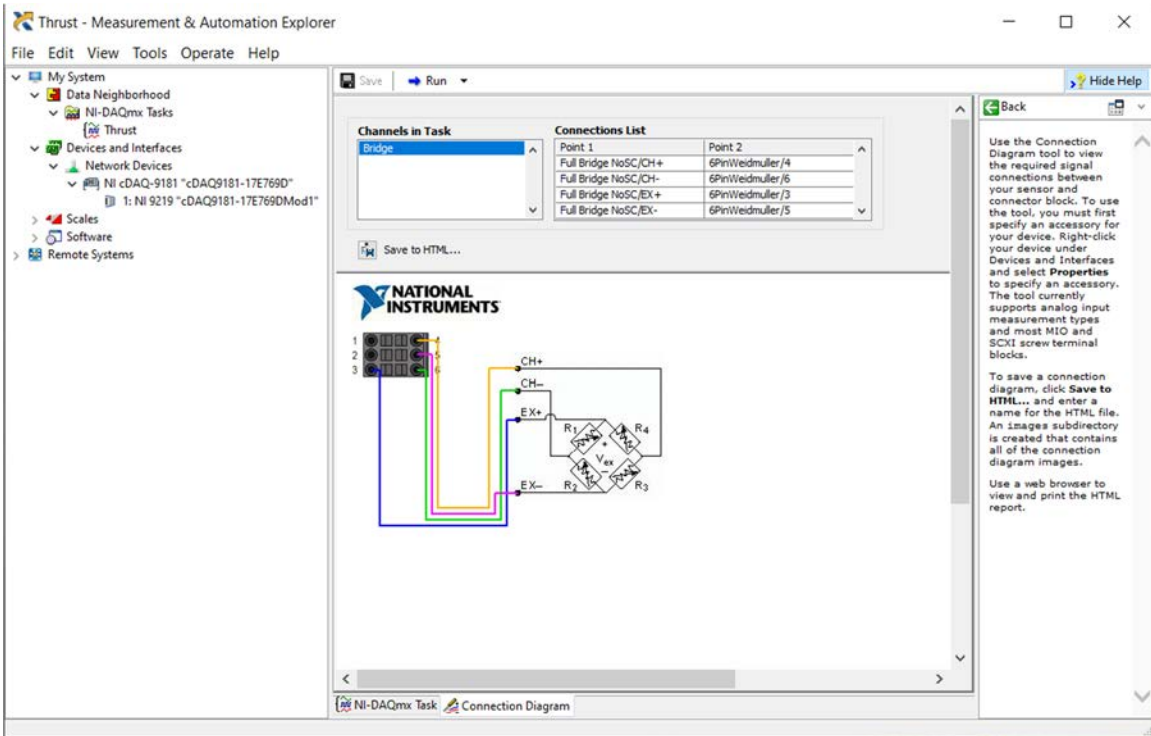 Thrust - Measurement & Automation Explorer
File Edit View Tools Operate Help
My System
Data Neighborhood
NI-DAQmx Tasks
Thrust
Devices and Interfaces
Network Devices
NI cDAQ-9181 "cDAQ9181-17E769D"
1: NI 9219 "cDAQ9181-17E769DMod1"
Scales
Software
Remote Systems
Save Run
Hide Help
Channels in Task
Bridge
Connections List
Point 1 Point 2
Full Bridge NoSC/CH+ 6PinWeidmuller/4
Full Bridge NoSC/CH- 6PinWeidmuller/6
Full Bridge NoSC/EX+ 6PinWeidmuller/3
Full Bridge NoSC/EX- 6PinWeidmuller/5
Save to HTML...
NATIONAL
INSTRUMENTS
1 4
2 5
3 6
CH+
CH–
EX+
R1 R4
+
Vex
–
R2 R3
EX–
NI-DAQmx Task Connection Diagram
Back
Use the Connection
Diagram tool to view
the required signal
connections between
your sensor and
connector block. To use
the tool, you must first
specify an accessory for
your device. Right-click
your device under
Devices and Interfaces
and select Properties
to specify an accessory.
The tool currently
supports analog input
measurement types
and most MIO and
SCXI screw terminal
blocks.
To save a connection
diagram, click Save to
HTML... and enter a
name for the HTML file.
An images subdirectory
is created that contains
all of the connection
diagram images.
Use a web browser to
view and print the HTML
report.